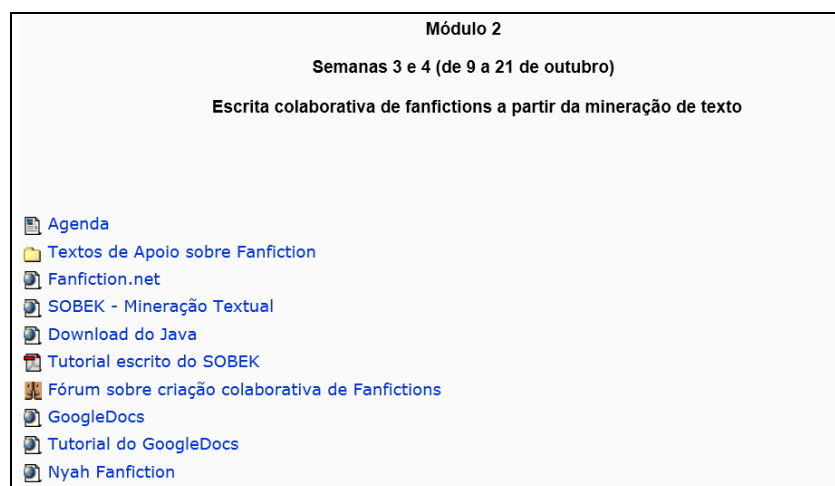 Módulo 2
Semanas 3 e 4 (de 9 a 21 de outubro)
Escrita colaborativa de fanfictions a partir da mineração de texto
Agenda
Textos de Apoio sobre Fanfiction
Fanfiction.net
SOBEK - Mineração Textual
Download do Java
Tutorial escrito do SOBEK
Fórum sobre criação colaborativa de Fanfictions
GoogleDocs
Tutorial do GoogleDocs
Nyah Fanfiction